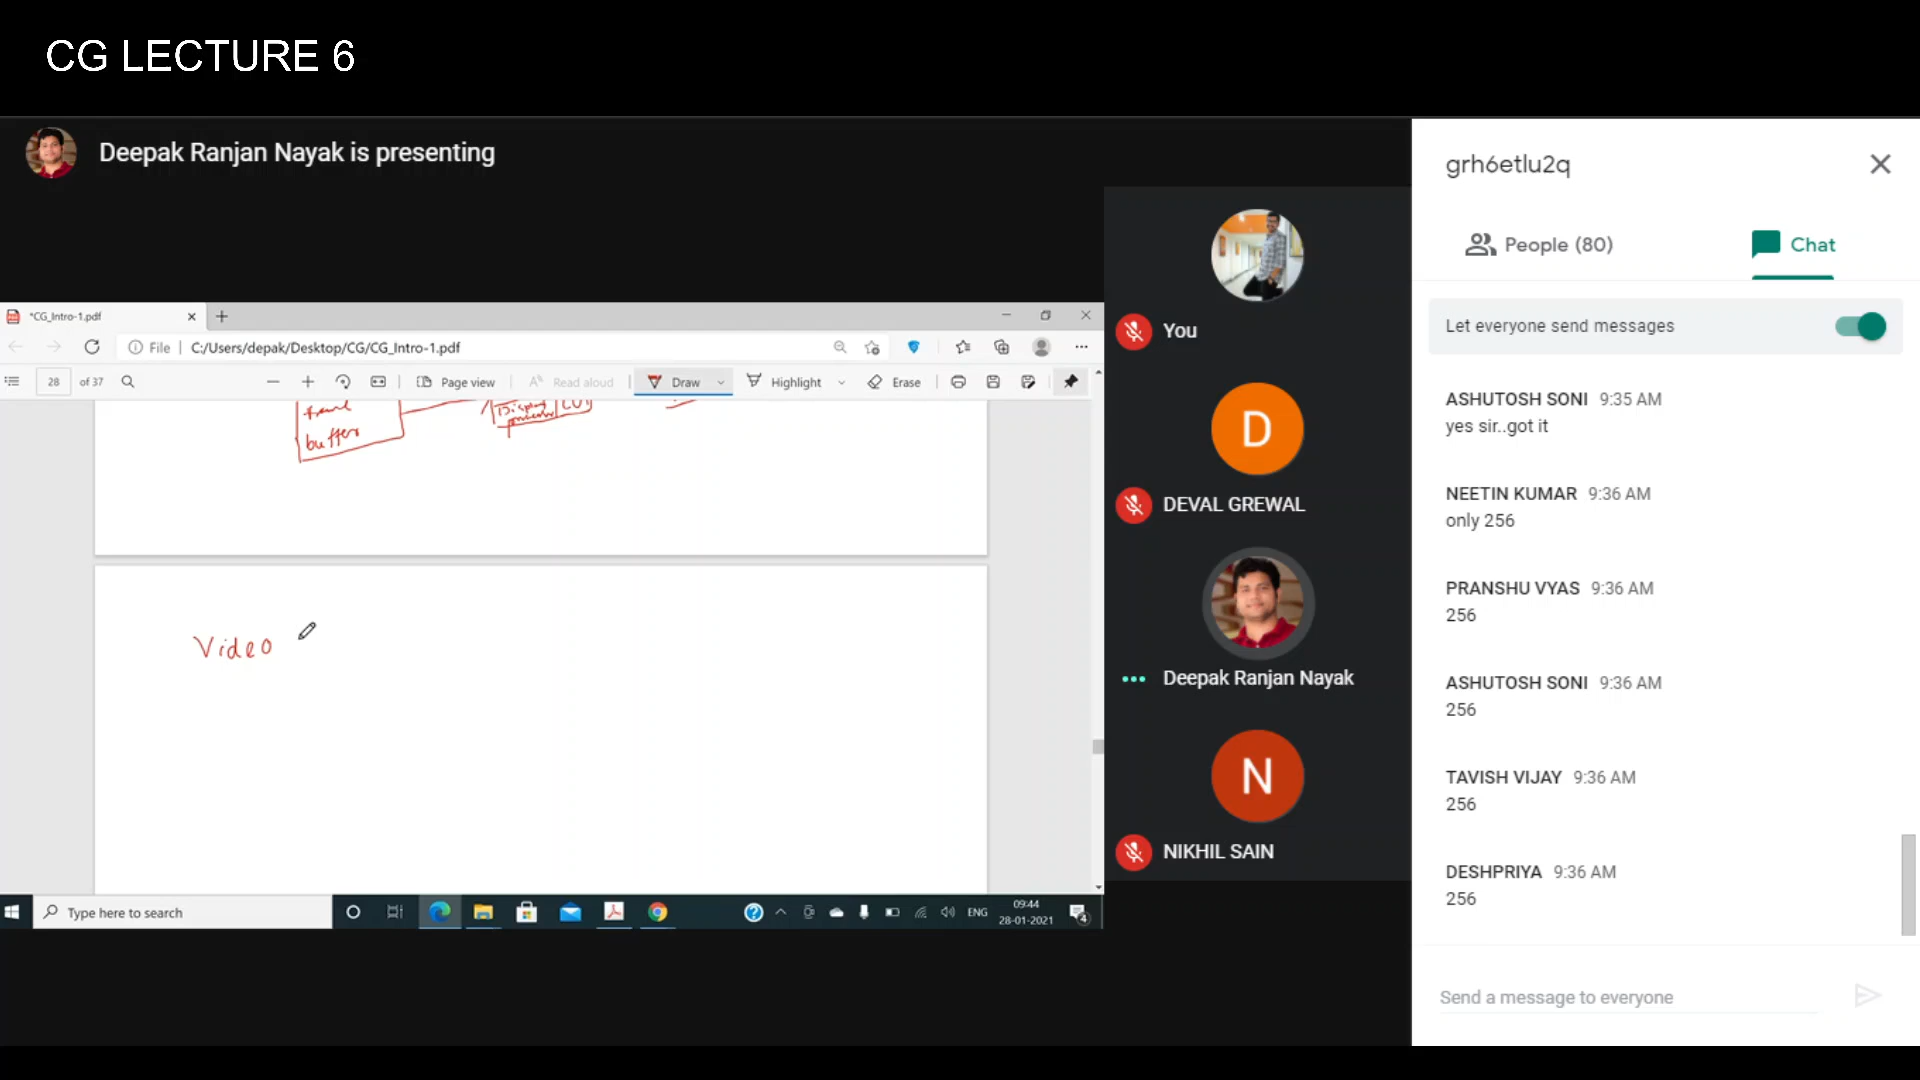 CG LECTURE 6
Deepak Ranjan Nayak is presenting
*CG_Intro-1.pdf
File
C:/Users/depak/Desktop/CG/CG_Intro-1.pdf
28 of 37
Page view
Read aloud
Draw
Highlight
Erase
frame
buffer
Display
Video
Type here to search
ENG
09:44
28-01-2021
4
You
D
DEVAL GREWAL
Deepak Ranjan Nayak
N
NIKHIL SAIN
grh6etlu2q
People (80)
Chat
Let everyone send messages
ASHUTOSH SONI 9:35 AM
yes sir..got it
NEETIN KUMAR 9:36 AM
only 256
PRANSHU VYAS 9:36 AM
256
ASHUTOSH SONI 9:36 AM
256
TAVISH VIJAY 9:36 AM
256
DESHPRIYA 9:36 AM
256
Send a message to everyone